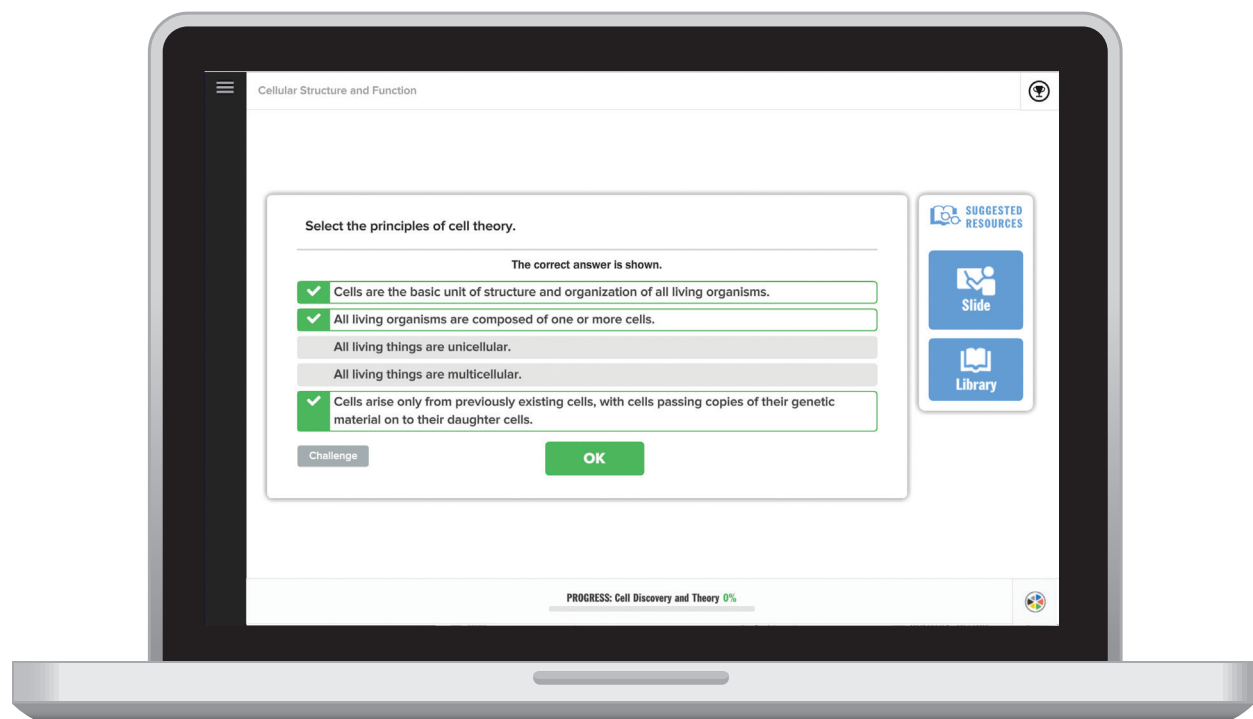 Cellular Structure and Function
Select the principles of cell theory.
The correct answer is shown.
Cells are the basic unit of structure and organization of all living organisms.
All living organisms are composed of one or more cells.
All living things are unicellular.
All living things are multicellular.
Cells arise only from previously existing cells, with cells passing copies of their genetic
material on to their daughter cells.
Challenge
OK
SUGGESTED
RESOURCES
Slide
Library
PROGRESS: Cell Discovery and Theory 0%